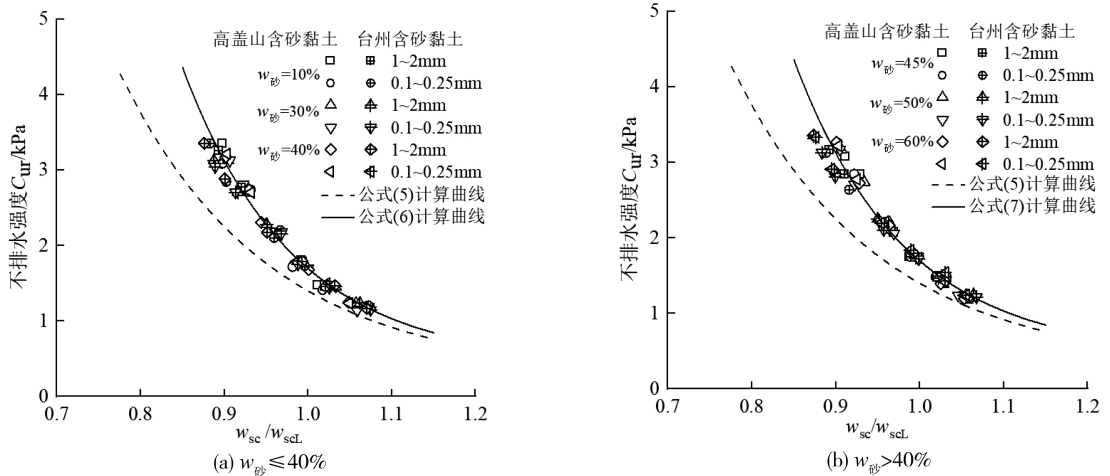 5
4
3
2
1
0
0.7 0.8 0.9 1.0 1.1 1.2
不排水强度Cur/kPa
wsc/wscL
高盖山含砂黏土 台州含砂黏土
w砂=10%
1~2mm
0.1~0.25mm
w砂=30%
1~2mm
0.1~0.25mm
w砂=40%
1~2mm
0.1~0.25mm
公式(5)计算曲线
公式(6)计算曲线
(a) w砂≤40%
5
4
3
2
1
0
0.7 0.8 0.9 1.0 1.1 1.2
不排水强度Cur/kPa
wsc/wscL
高盖山含砂黏土 台州含砂黏土
w砂=45%
1~2mm
0.1~0.25mm
w砂=50%
1~2mm
0.1~0.25mm
w砂=60%
1~2mm
0.1~0.25mm
公式(5)计算曲线
公式(7)计算曲线
(b) w砂>40%